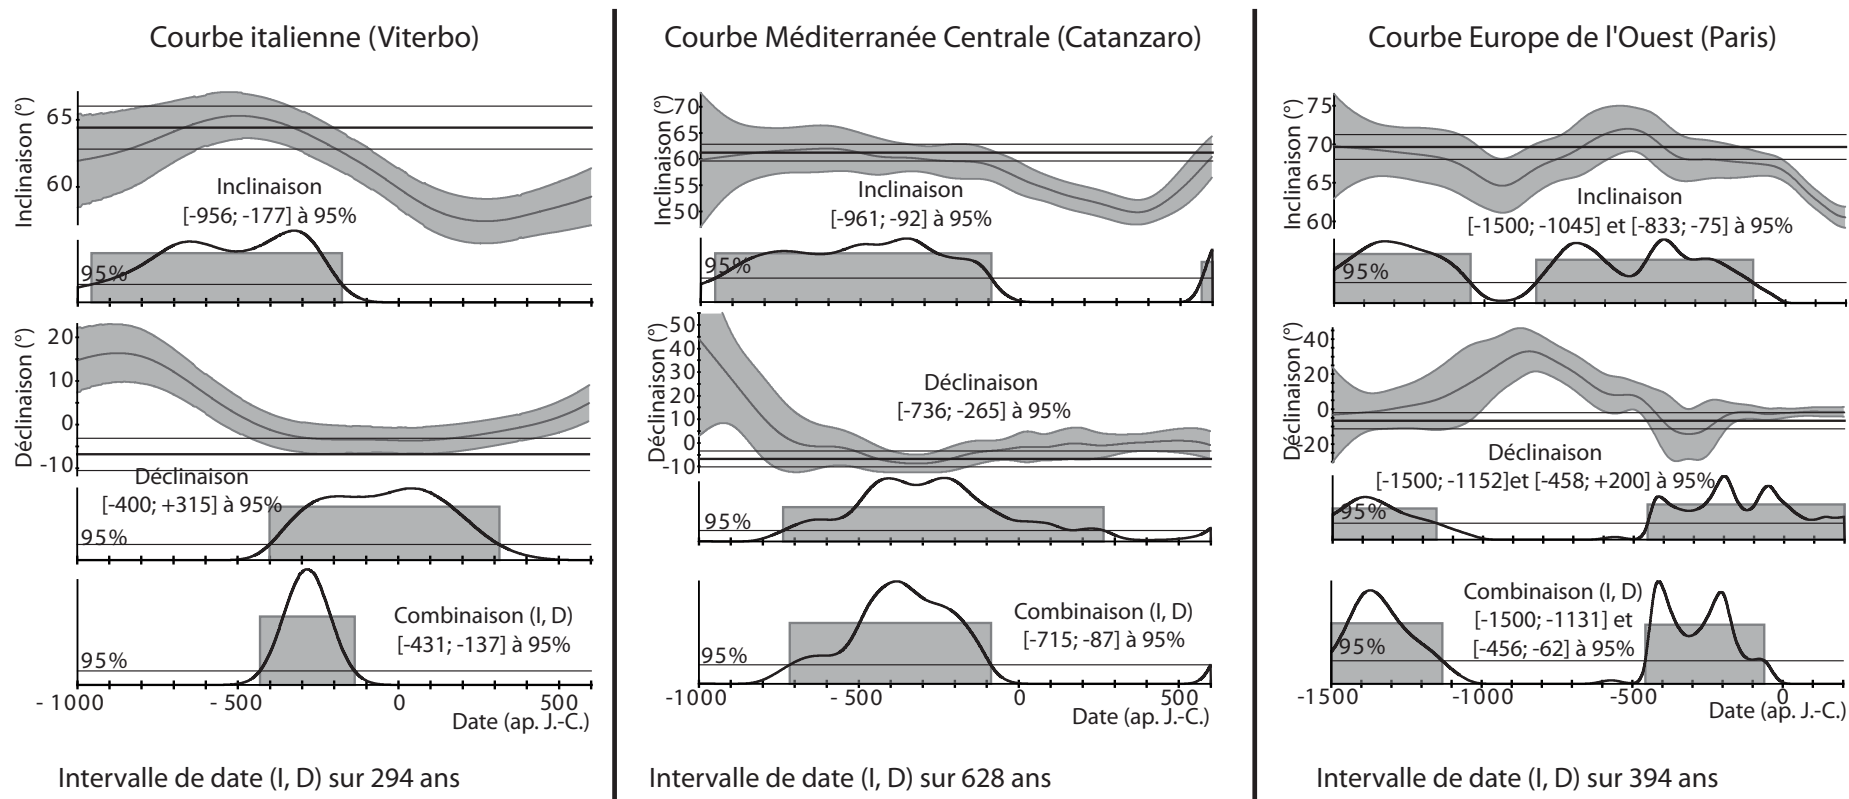 Courbe italienne (Viterbo)
Inclinaison (°)
65
60
Inclinaison
[-956; -177] à 95%
95%
Déclinaison (°)
20
10
0
-10
Déclinaison
[-400; +315] à 95%
95%
Combinaison (I, D)
[-431; -137] à 95%
95%
- 1000
- 500
0
500
Date (ap. J.-C.)
Intervalle de date (I, D) sur 294 ans
Courbe Méditerranée Centrale (Catanzaro)
Inclinaison (°)
70
65
60
55
50
Inclinaison
[-961; -92] à 95%
95%
Déclinaison (°)
50
40
30
20
10
0
-10
Déclinaison
[-736; -265] à 95%
95%
Combinaison (I, D)
[-715; -87] à 95%
95%
-1000
- 500
0
500
Date (ap. J.-C.)
Intervalle de date (I, D) sur 628 ans
Courbe Europe de l'Ouest (Paris)
Inclinaison (°)
75
70
65
60
Inclinaison
[-1500; -1045] et [-833; -75] à 95%
95%
Déclinaison (°)
40
20
0
-20
Déclinaison
[-1500; -1152]et [-458; +200] à 95%
95%
Combinaison (I, D)
[-1500; -1131] et
[-456; -62] à 95%
95%
-1500
-1000
-500
0
Date (ap. J.-C.)
Intervalle de date (I, D) sur 394 ans